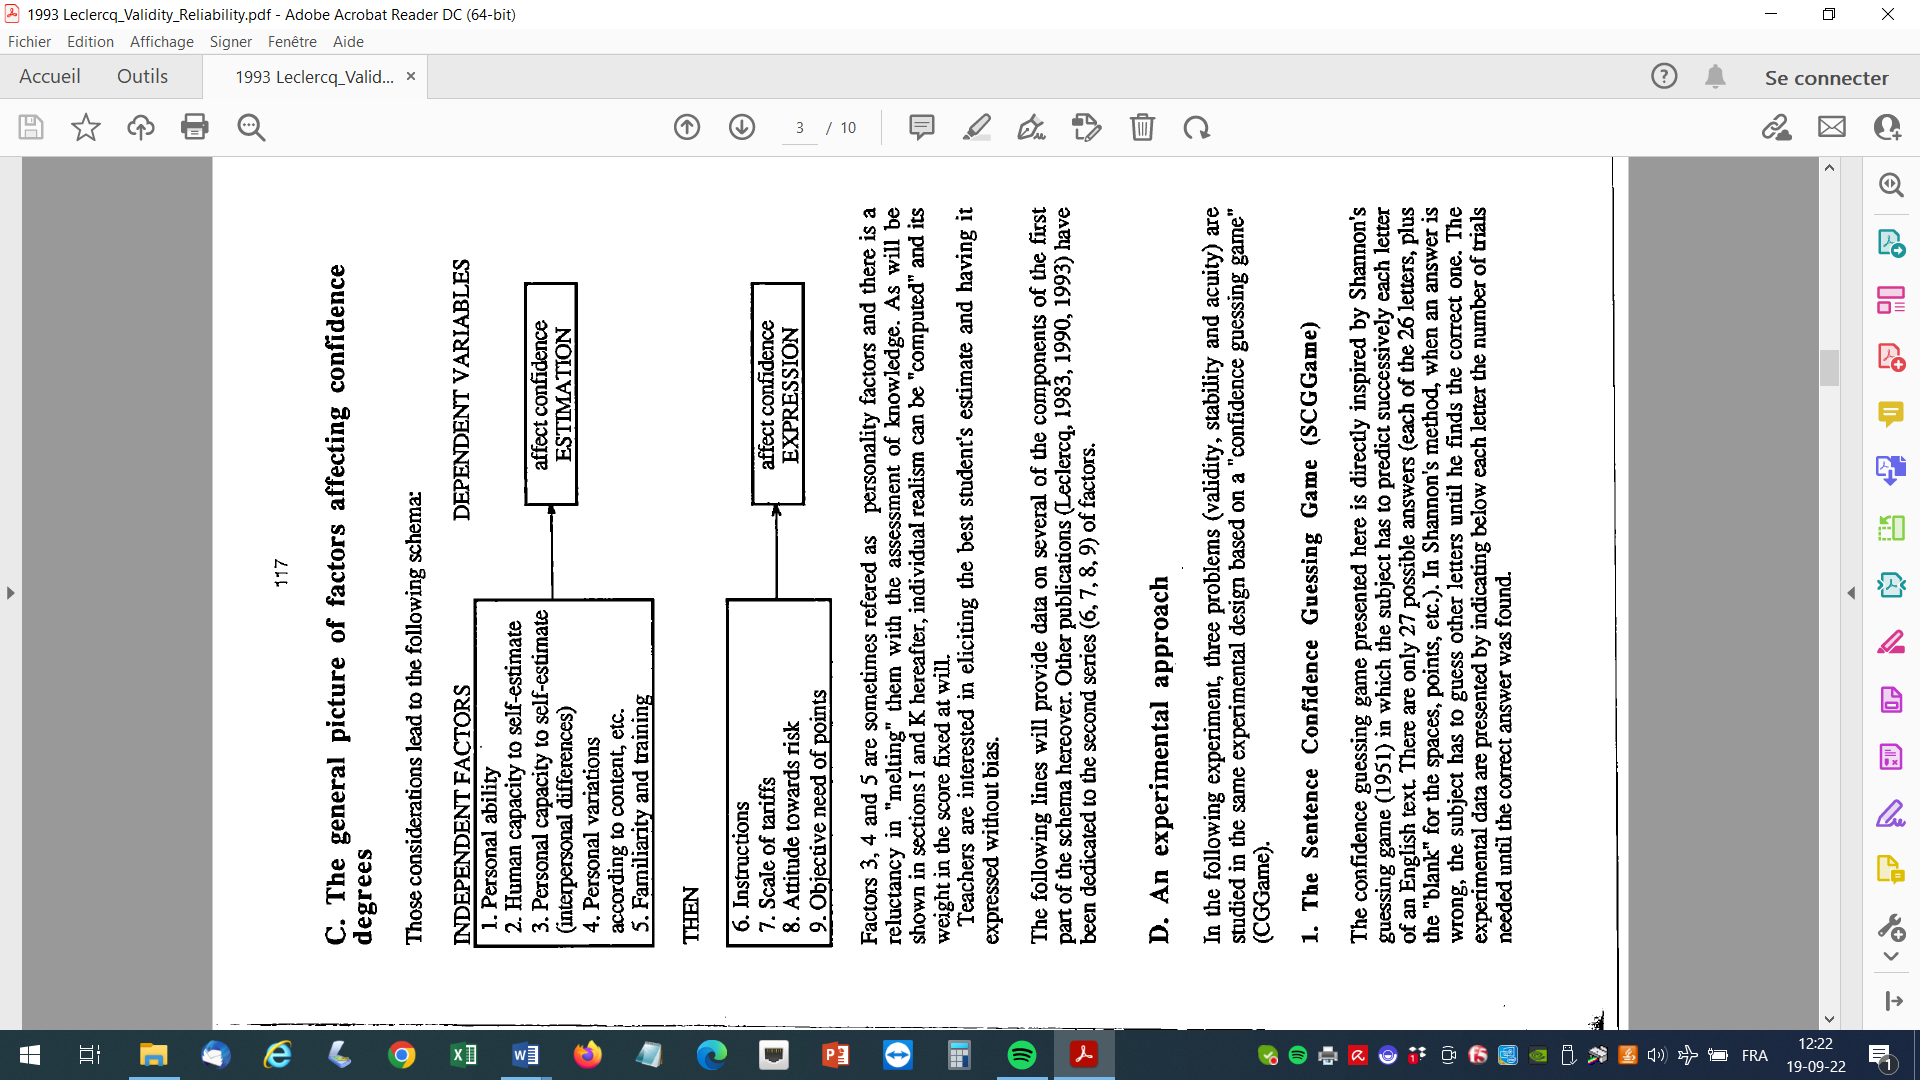 1993 Leclercq_Validity_Reliability.pdf - Adobe Acrobat Reader DC (64-bit)
Fichier Edition Affichage Signer Fenêtre Aide
Accueil Outils 1993 Leclercq_Valid... × Se connecter
3 / 10
117
C. The general picture of factors affecting confidence
degrees
Those considerations lead to the following schema:
INDEPENDENT FACTORS DEPENDENT VARIABLES
1. Personal ability
2. Human capacity to self-estimate
3. Personal capacity to self-estimate
(interpersonal differences)
4. Personal variations
according to content, etc.
5. Familiarity and training
affect confidence
ESTIMATION
THEN
6. Instructions
7. Scale of tariffs
8. Attitude towards risk
9. Objective need of points
affect confidence
EXPRESSION
Factors 3, 4 and 5 are sometimes refered as personality factors and there is a
reluctancy in "melting" them with the assessment of knowledge. As will be
shown in sections I and K hereafter, individual realism can be "computed" and its
weight in the score fixed at will.
Teachers are interested in eliciting the best student's estimate and having it
expressed without bias.
The following lines will provide data on several of the components of the first
part of the schema hereover. Other publications (Leclercq, 1983, 1990, 1993) have
been dedicated to the second series (6, 7, 8, 9) of factors.
D. An experimental approach
In the following experiment, three problems (validity, stability and acuity) are
studied in the same experimental design based on a "confidence guessing game"
(CGGame).
1. The Sentence Confidence Guessing Game (SCGGame)
The confidence guessing game presented here is directly inspired by Shannon's
guessing game (1951) in which the subject has to predict successively each letter
of an English text. There are only 27 possible answers (each of the 26 letters, plus
the "blank" for the spaces, points, etc.). In Shannon's method, when an answer is
wrong, the subject has to guess other letters until he finds the correct one. The
experimental data are presented by indicating below each letter the number of trials
needed until the correct answer was found.
FRA
12:22
19-09-22
1